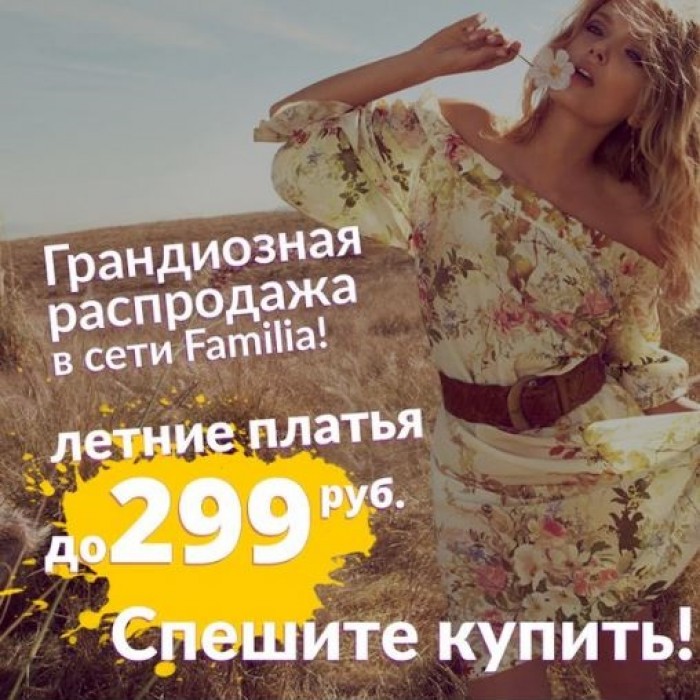 Грандиозная
распродажа
в сети Familia!
летние платья
до 299 руб.
Спешите купить!